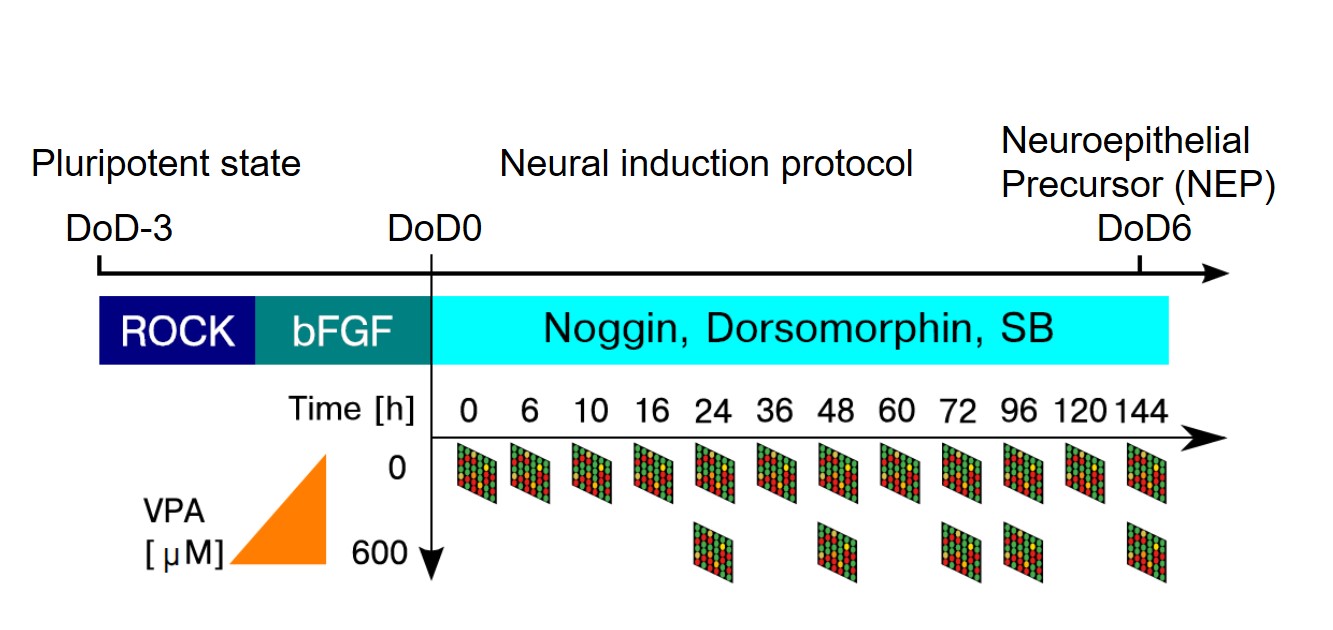 Pluripotent state
Neural induction protocol
Neuroepithelial
Precursor (NEP)
DoD-3
DoD0
DoD6
ROCK
bFGF
Noggin, Dorsomorphin, SB
Time [h]
0 6 10 16 24 36 48 60 72 96 120 144
0
VPA
[ μM]
600